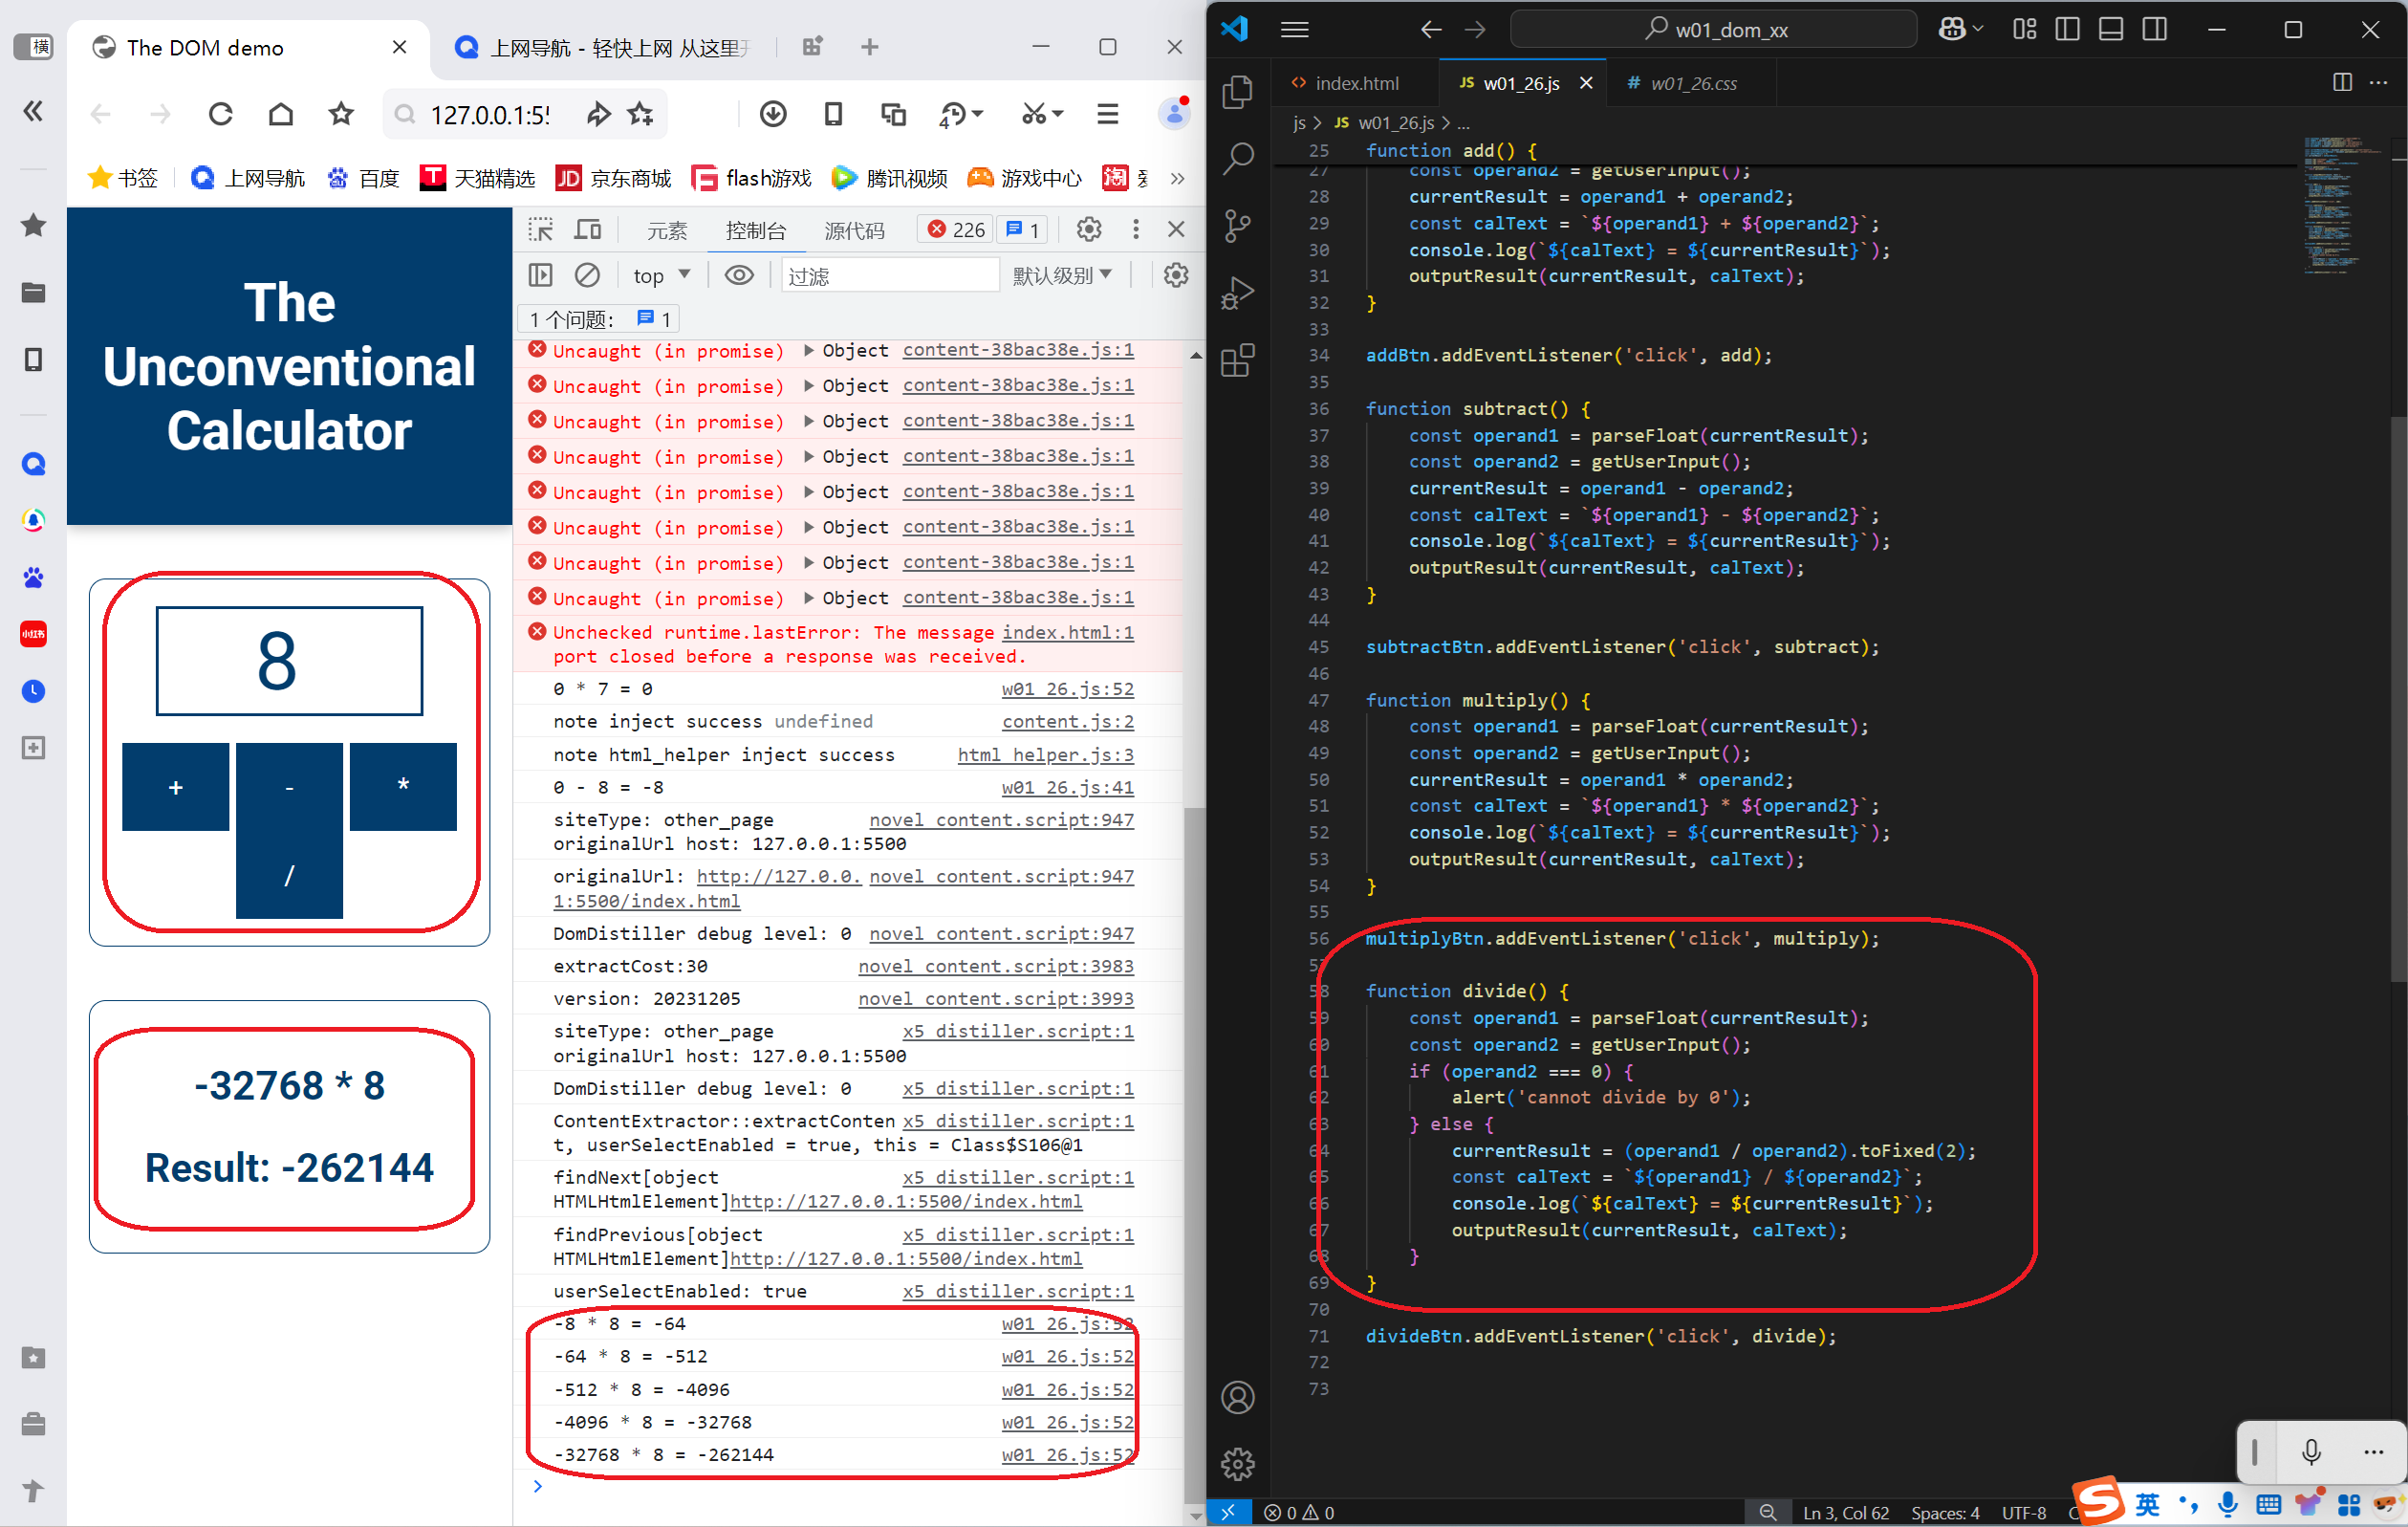 横
The DOM demo
上网导航 - 轻快上网 从这里开
127.0.0.1:5!
4
书签
上网导航
百度
T 天猫精选
JD 京东商城
flash游戏
腾讯视频
游戏中心
淘
The
Unconventional
Calculator
8
+ - *
/
-32768 * 8
Result: -262144
小红书
元素 控制台 源代码 226 1
top 过滤 默认级别
1 个问题: 1
Uncaught (in promise) Object content-38bac38e.js:1
Uncaught (in promise) Object content-38bac38e.js:1
Uncaught (in promise) Object content-38bac38e.js:1
Uncaught (in promise) Object content-38bac38e.js:1
Uncaught (in promise) Object content-38bac38e.js:1
Uncaught (in promise) Object content-38bac38e.js:1
Uncaught (in promise) Object content-38bac38e.js:1
Uncaught (in promise) Object content-38bac38e.js:1
Unchecked runtime.lastError: The message index.html:1
port closed before a response was received.
0 * 7 = 0 w01_26.js:52
note inject success undefined content.js:2
note html_helper inject success html_helper.js:3
0 - 8 = -8 w01_26.js:41
siteType: other_page novel_content.script:947
originalUrl host: 127.0.0.1:5500
originalUrl: http://127.0.0. novel_content.script:947
1:5500/index.html
DomDistiller debug level: 0 novel_content.script:947
extractCost:30 novel_content.script:3983
version: 20231205 novel_content.script:3993
siteType: other_page x5_distiller.script:1
originalUrl host: 127.0.0.1:5500
DomDistiller debug level: 0 x5_distiller.script:1
ContentExtractor::extractConten x5_distiller.script:1
t, userSelectEnabled = true, this = Class$S106@1
findNext[object x5_distiller.script:1
HTMLHtmlElement]http://127.0.0.1:5500/index.html
findPrevious[object x5_distiller.script:1
HTMLHtmlElement]http://127.0.0.1:5500/index.html
userSelectEnabled: true x5_distiller.script:1
-8 * 8 = -64 w01_26.js:52
-64 * 8 = -512 w01_26.js:52
-512 * 8 = -4096 w01_26.js:52
-4096 * 8 = -32768 w01_26.js:52
-32768 * 8 = -262144 w01_26.js:52
>
w01_dom_xx
<> index.html
JS w01_26.js
# w01_26.css
js > JS w01_26.js > ...
25 function add() {
27 const operand2 = getUserInput();
28 currentResult = operand1 + operand2;
29 const calText = `${operand1} + ${operand2}`;
30 console.log(`${calText} = ${currentResult}`);
31 outputResult(currentResult, calText);
32 }
33
34 addBtn.addEventListener('click', add);
35
36 function subtract() {
37 const operand1 = parseFloat(currentResult);
38 const operand2 = getUserInput();
39 currentResult = operand1 - operand2;
40 const calText = `${operand1} - ${operand2}`;
41 console.log(`${calText} = ${currentResult}`);
42 outputResult(currentResult, calText);
43 }
44
45 subtractBtn.addEventListener('click', subtract);
46
47 function multiply() {
48 const operand1 = parseFloat(currentResult);
49 const operand2 = getUserInput();
50 currentResult = operand1 * operand2;
51 const calText = `${operand1} * ${operand2}`;
52 console.log(`${calText} = ${currentResult}`);
53 outputResult(currentResult, calText);
54 }
55
56 multiplyBtn.addEventListener('click', multiply);
57
58 function divide() {
59 const operand1 = parseFloat(currentResult);
60 const operand2 = getUserInput();
61 if (operand2 === 0) {
62 alert('cannot divide by 0');
63 } else {
64 currentResult = (operand1 / operand2).toFixed(2);
65 const calText = `${operand1} / ${operand2}`;
66 console.log(`${calText} = ${currentResult}`);
67 outputResult(currentResult, calText);
68 }
69 }
70
71 divideBtn.addEventListener('click', divide);
72
73
0 0
Ln 3, Col 62 Spaces: 4 UTF-8
S 英